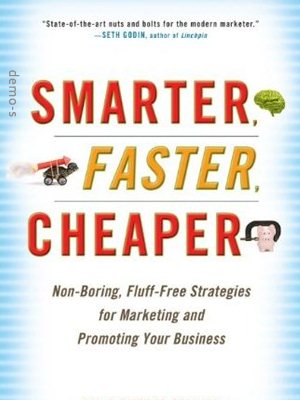 "State-of-the-art nuts and bolts for the modern marketer."
—SETH GODIN, author of Linchpin
demo-s
SMARTER,
FASTER,
CHEAPER
Non-Boring, Fluff-Free Strategies
for Marketing and
Promoting Your Business